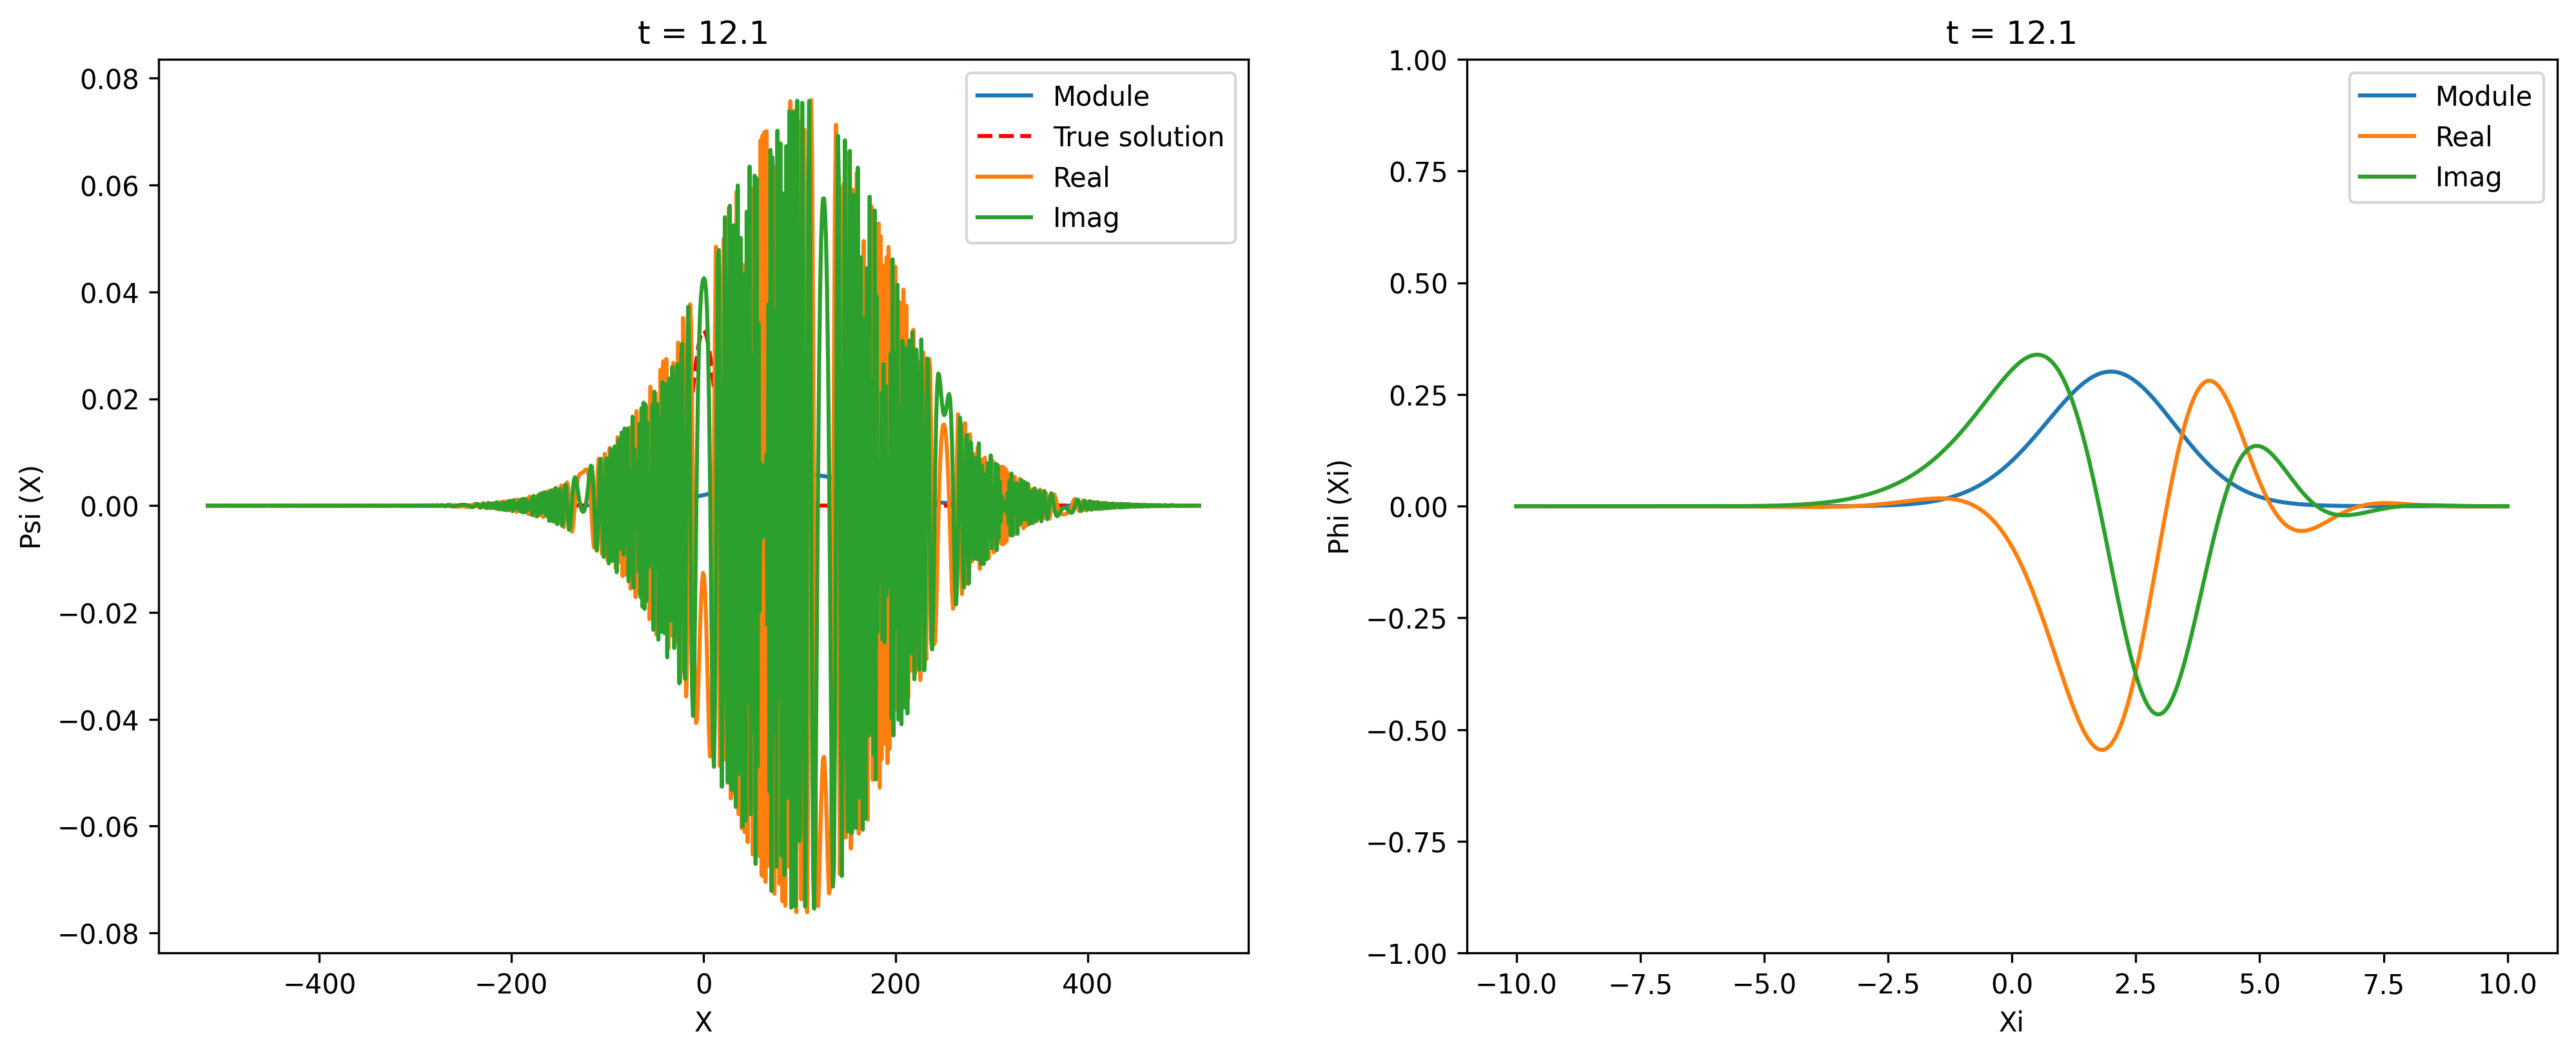 t = 12.1
0.08
0.06
0.04
0.02
0.00
−0.02
−0.04
−0.06
−0.08
Psi (X)
−400
−200
0
200
400
X
Module
True solution
Real
Imag
t = 12.1
1.00
0.75
0.50
0.25
0.00
−0.25
−0.50
−0.75
−1.00
Phi (Xi)
−10.0
−7.5
−5.0
−2.5
0.0
2.5
5.0
7.5
10.0
Xi
Module
Real
Imag